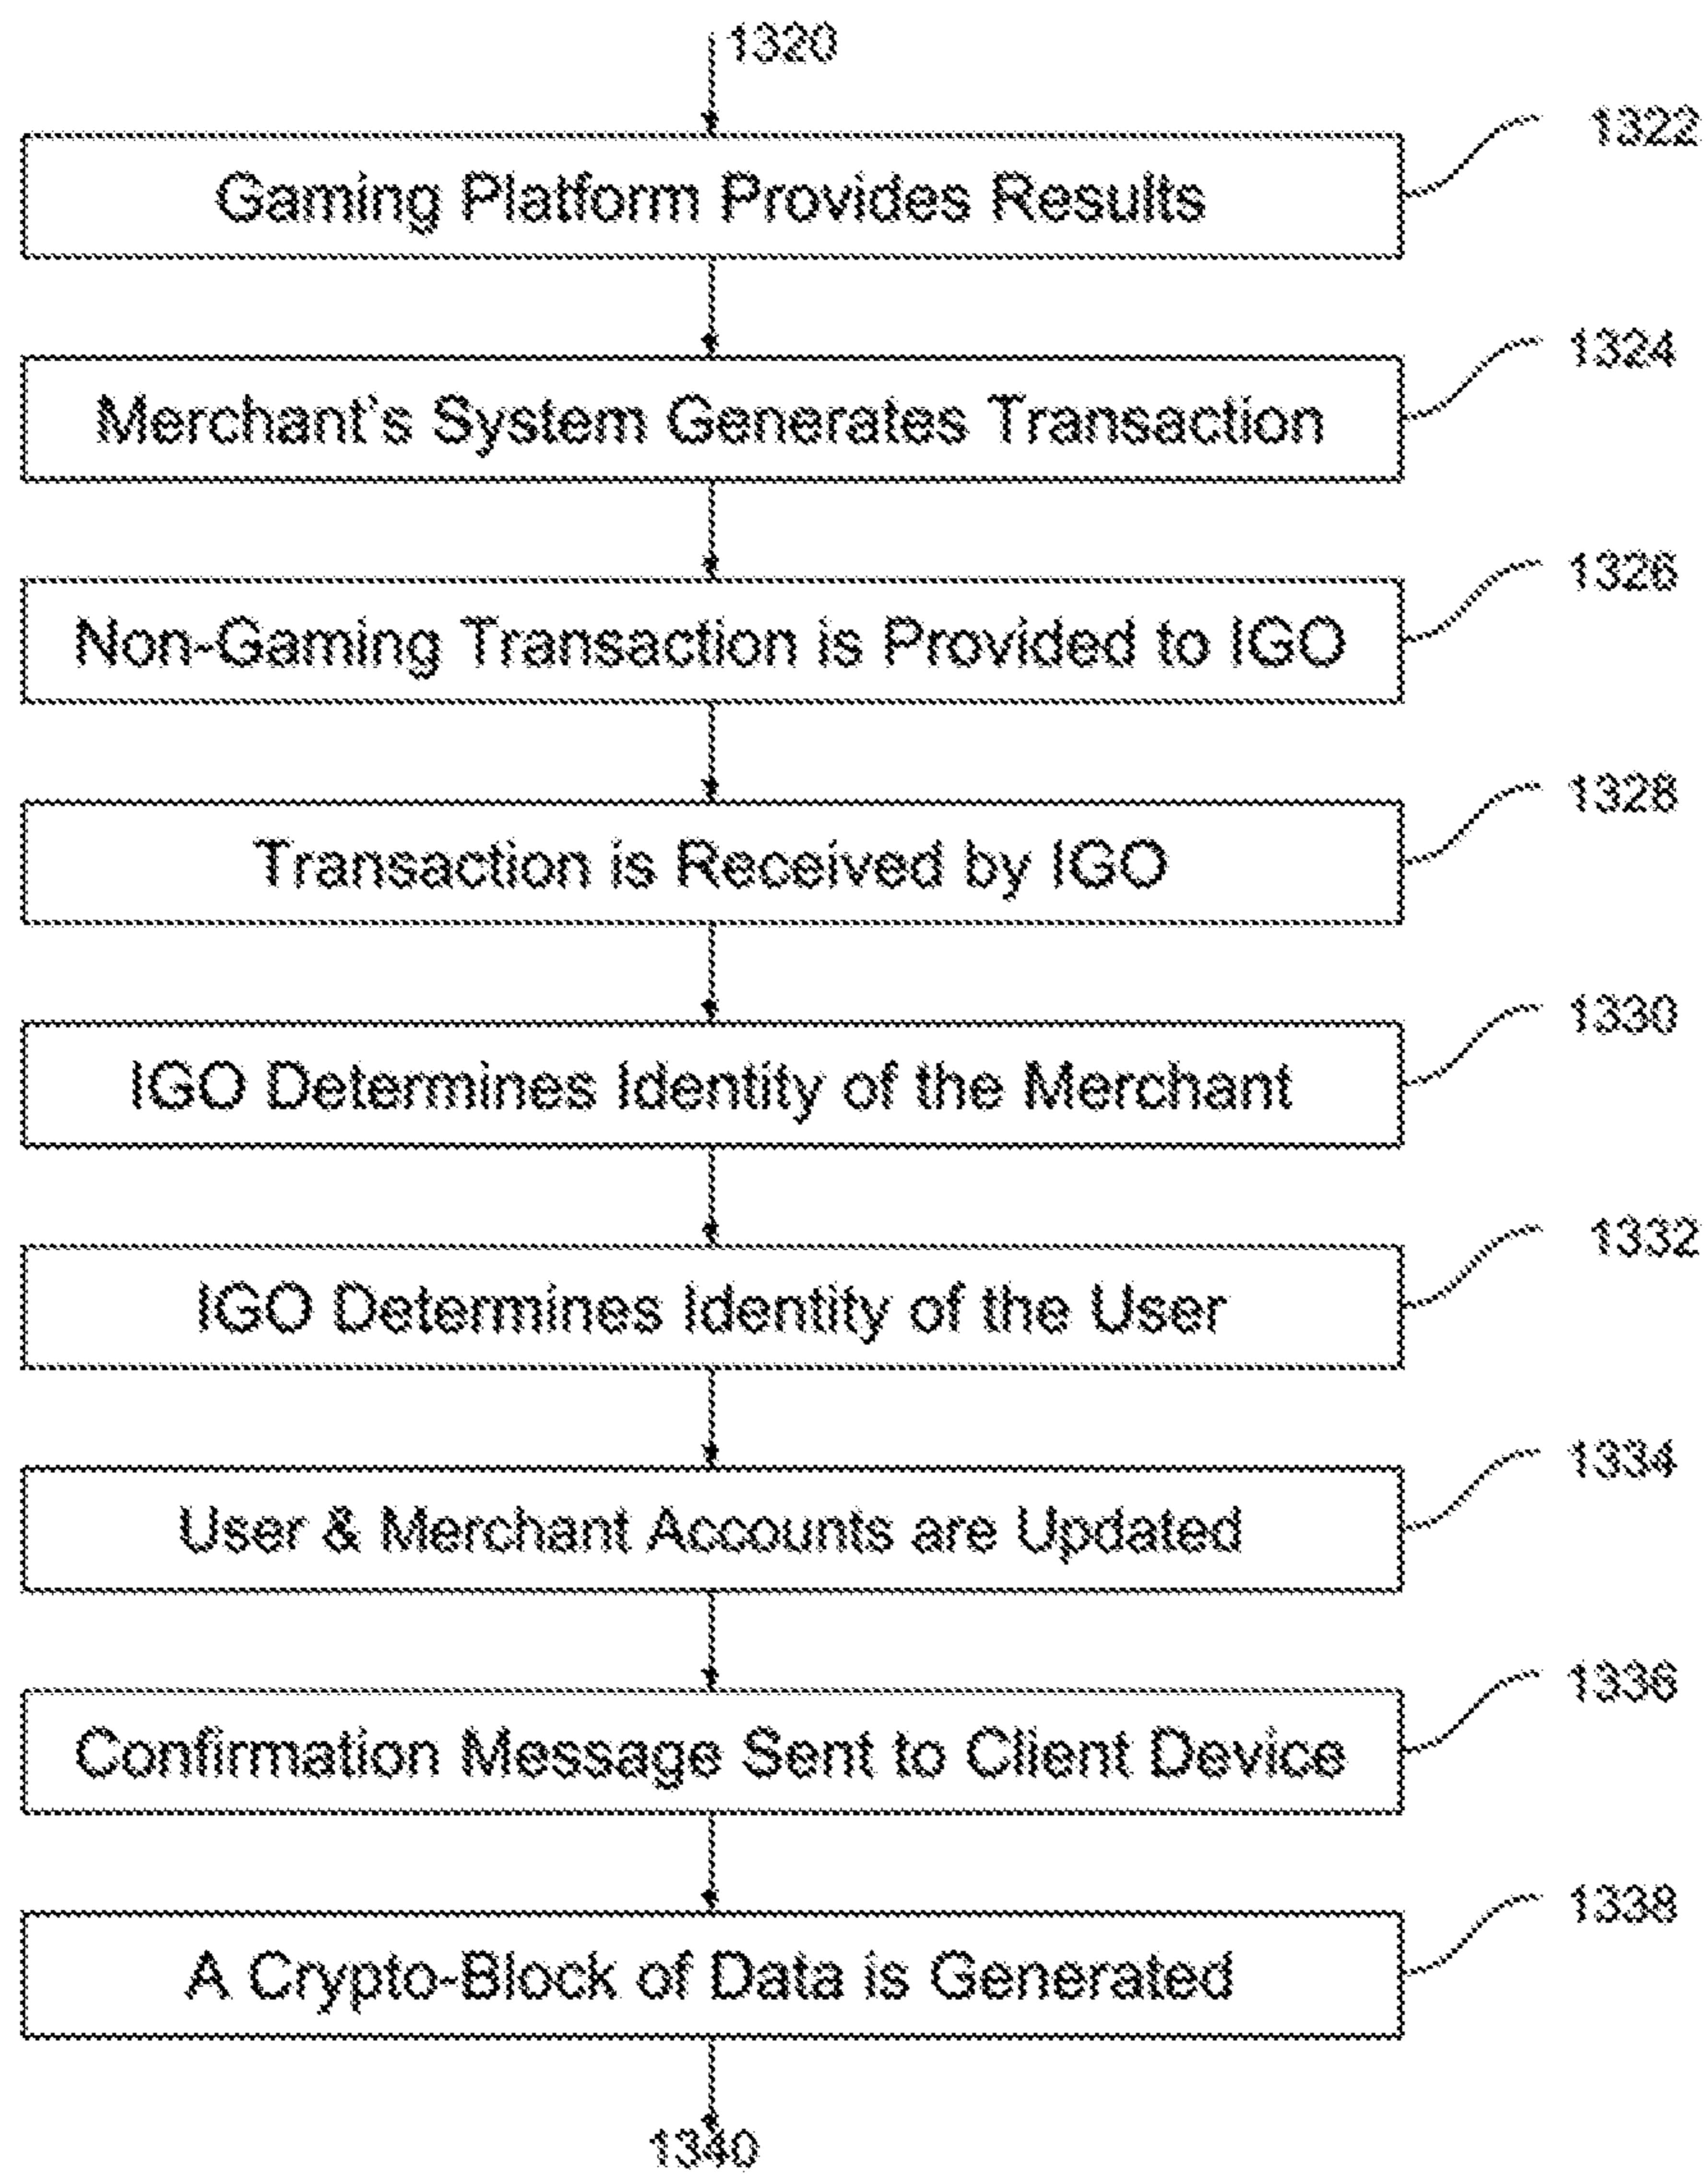 1320
Gaming Platform Provides Results
1322
Merchant's System Generates Transaction
1324
Non-Gaming Transaction is Provided to IGO
1326
Transaction is Received by IGO
1328
IGO Determines Identity of the Merchant
1330
IGO Determines Identity of the User
1332
User & Merchant Accounts are Updated
1334
Confirmation Message Sent to Client Device
1336
A Crypto-Block of Data is Generated
1338
1340